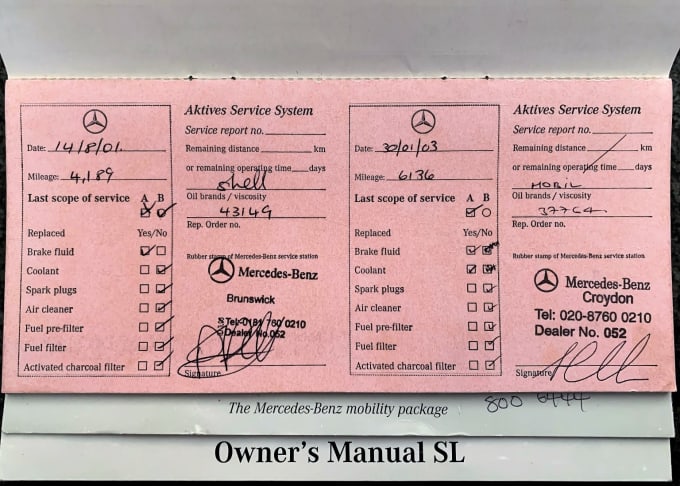 Aktives Service System
Service report no.
Date: 14/8/01.
Remaining distance km
or remaining operating time days
Mileage: 4,189
Shell
Oil brands / viscosity
Last scope of service A B
43149
Rep. Order no.
Replaced Yes/No
Brake fluid
Rubber stamp of Mercedes-Benz service station
Coolant
Mercedes-Benz
Spark plugs
Brunswick
Air cleaner
Tel: 0181 760 0210
Fuel pre-filter
Dealer No. 052
Fuel filter
Activated charcoal filter
Signature
Aktives Service System
Service report no.
Date: 30/01/03
Remaining distance km
or remaining operating time days
Mileage: 6136
MOBIL
Oil brands / viscosity
Last scope of service A B
Rep. Order no.
Replaced Yes/No
Brake fluid
Rubber stamp of Mercedes-Benz service station
Coolant
Mercedes-Benz
Spark plugs
Croydon
Air cleaner
Tel: 020-8760 0210
Fuel pre-filter
Dealer No. 052
Fuel filter
Activated charcoal filter
Signature
The Mercedes-Benz mobility package
800 6444
Owner's Manual SL